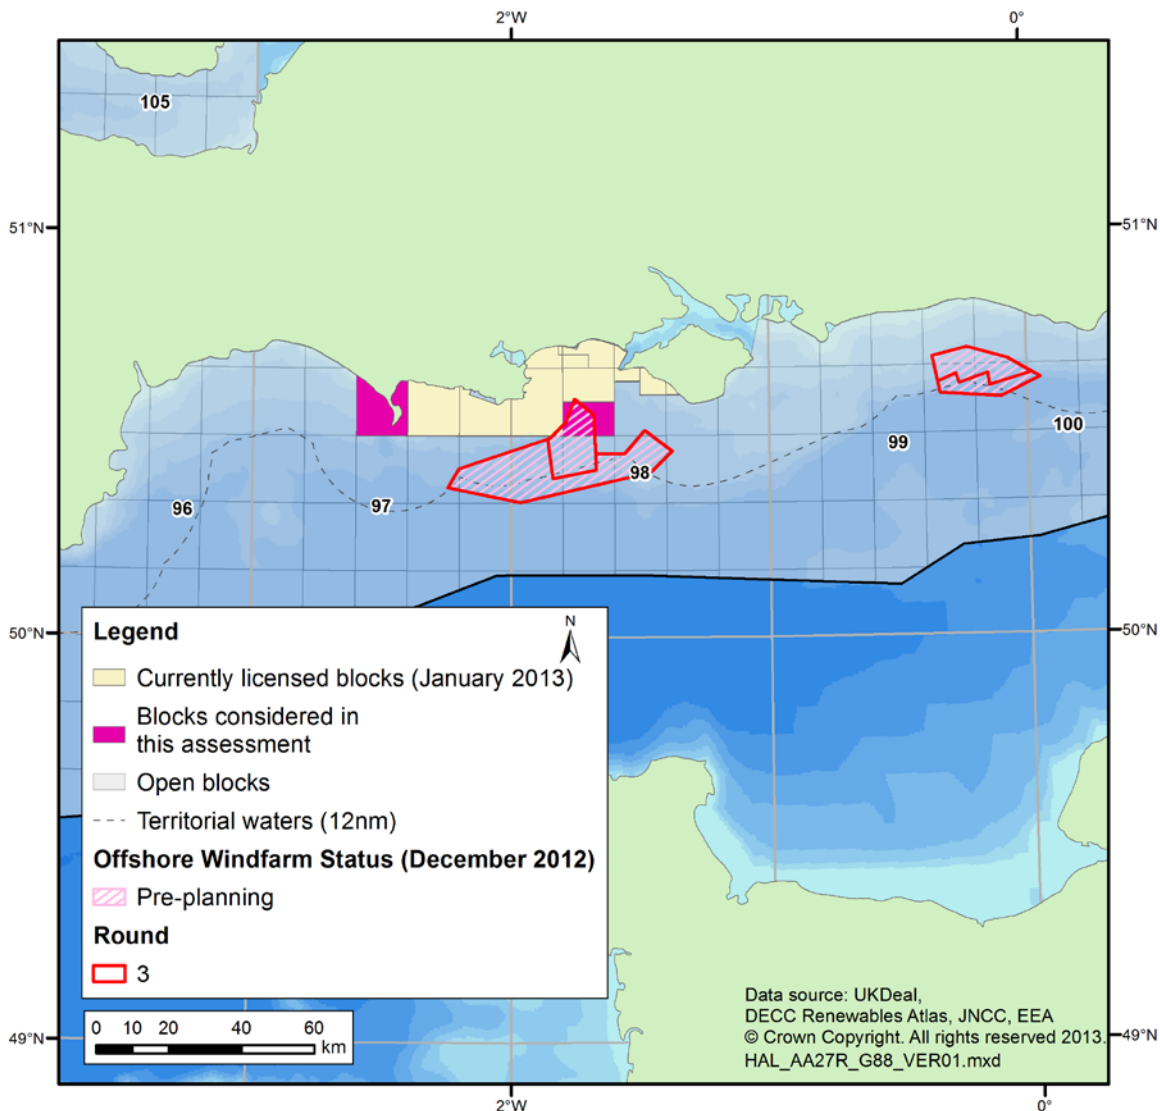 2°W
0°
105
51°N
51°N
99
100
98
96
97
50°N
50°N
Legend
N
Currently licensed blocks (January 2013)
Blocks considered in
this assessment
Open blocks
Territorial waters (12nm)
Offshore Windfarm Status (December 2012)
Pre-planning
Round
3
0 10 20 40 60
km
Data source: UKDeal,
DECC Renewables Atlas, JNCC, EEA
© Crown Copyright. All rights reserved 2013.
HAL_AA27R_G88_VER01.mxd
49°N
49°N
2°W
0°